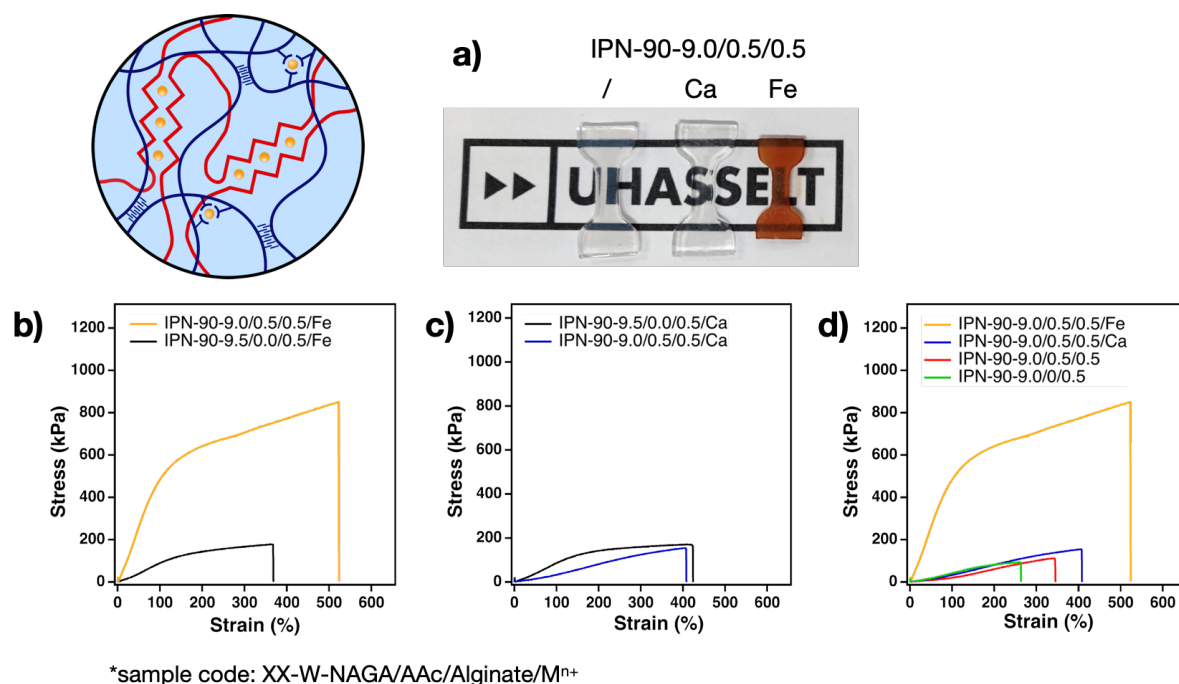 a)
IPN-90-9.0/0.5/0.5
/ Ca Fe
UHASSELT
b)
IPN-90-9.0/0.5/0.5/Fe
IPN-90-9.5/0.0/0.5/Fe
1200
1000
800
600
400
200
0
Stress (kPa)
0 100 200 300 400 500 600
Strain (%)
c)
IPN-90-9.5/0.0/0.5/Ca
IPN-90-9.0/0.5/0.5/Ca
1200
1000
800
600
400
200
0
Stress (kPa)
0 100 200 300 400 500 600
Strain (%)
d)
IPN-90-9.0/0.5/0.5/Fe
IPN-90-9.0/0.5/0.5/Ca
IPN-90-9.0/0.5/0.5
IPN-90-9.0/0/0.5
1200
1000
800
600
400
200
0
Stress (kPa)
0 100 200 300 400 500 600
Strain (%)
*sample code: XX-W-NAGA/AAc/Alginate/Mⁿ⁺